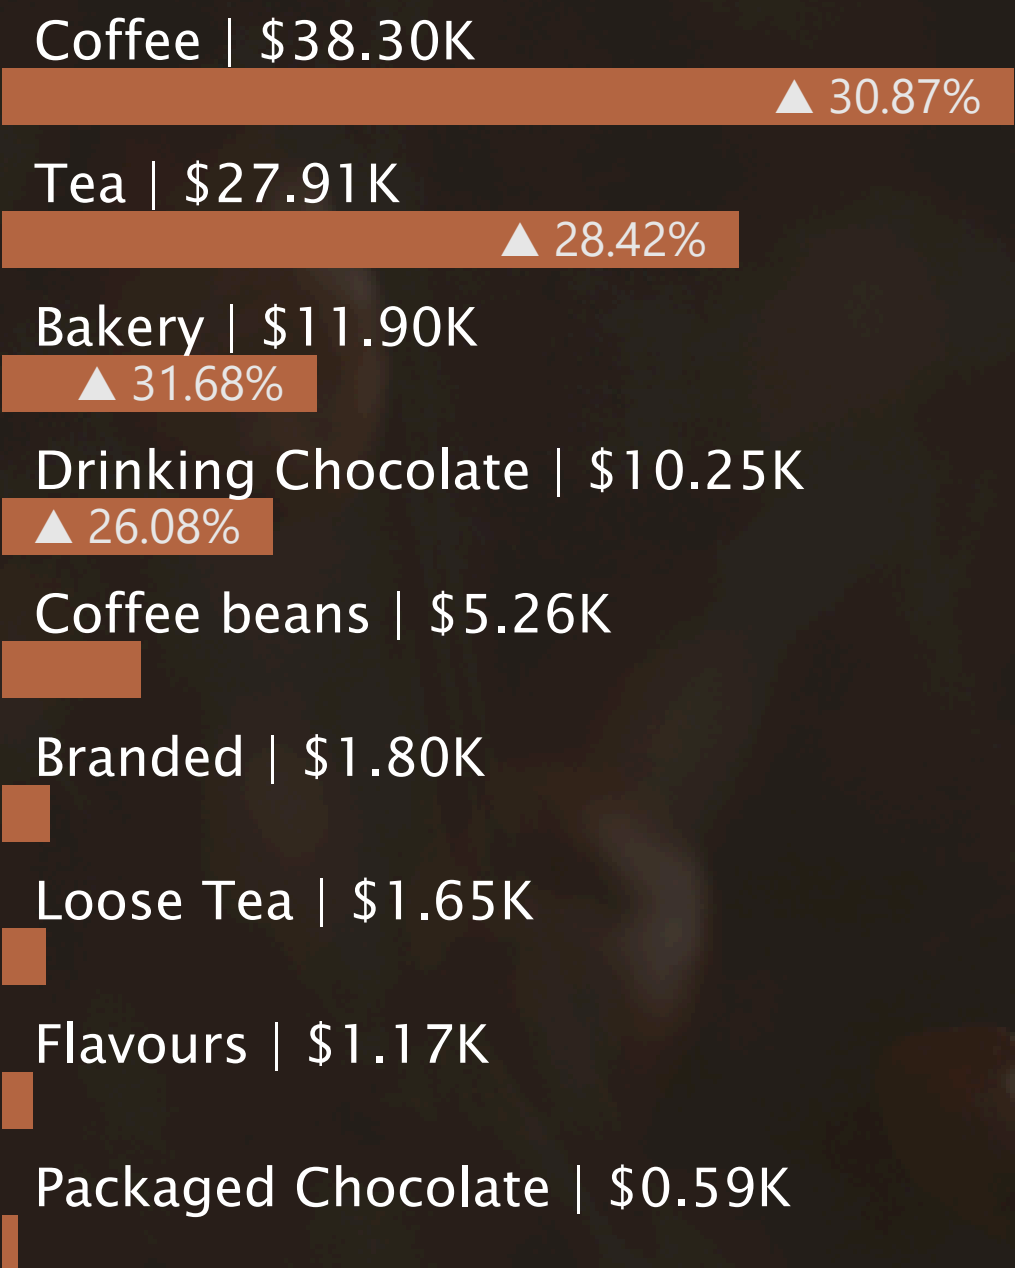 Coffee | $38.30K
▲ 30.87%
Tea | $27.91K
▲ 28.42%
Bakery | $11.90K
▲ 31.68%
Drinking Chocolate | $10.25K
▲ 26.08%
Coffee beans | $5.26K
Branded | $1.80K
Loose Tea | $1.65K
Flavours | $1.17K
Packaged Chocolate | $0.59K